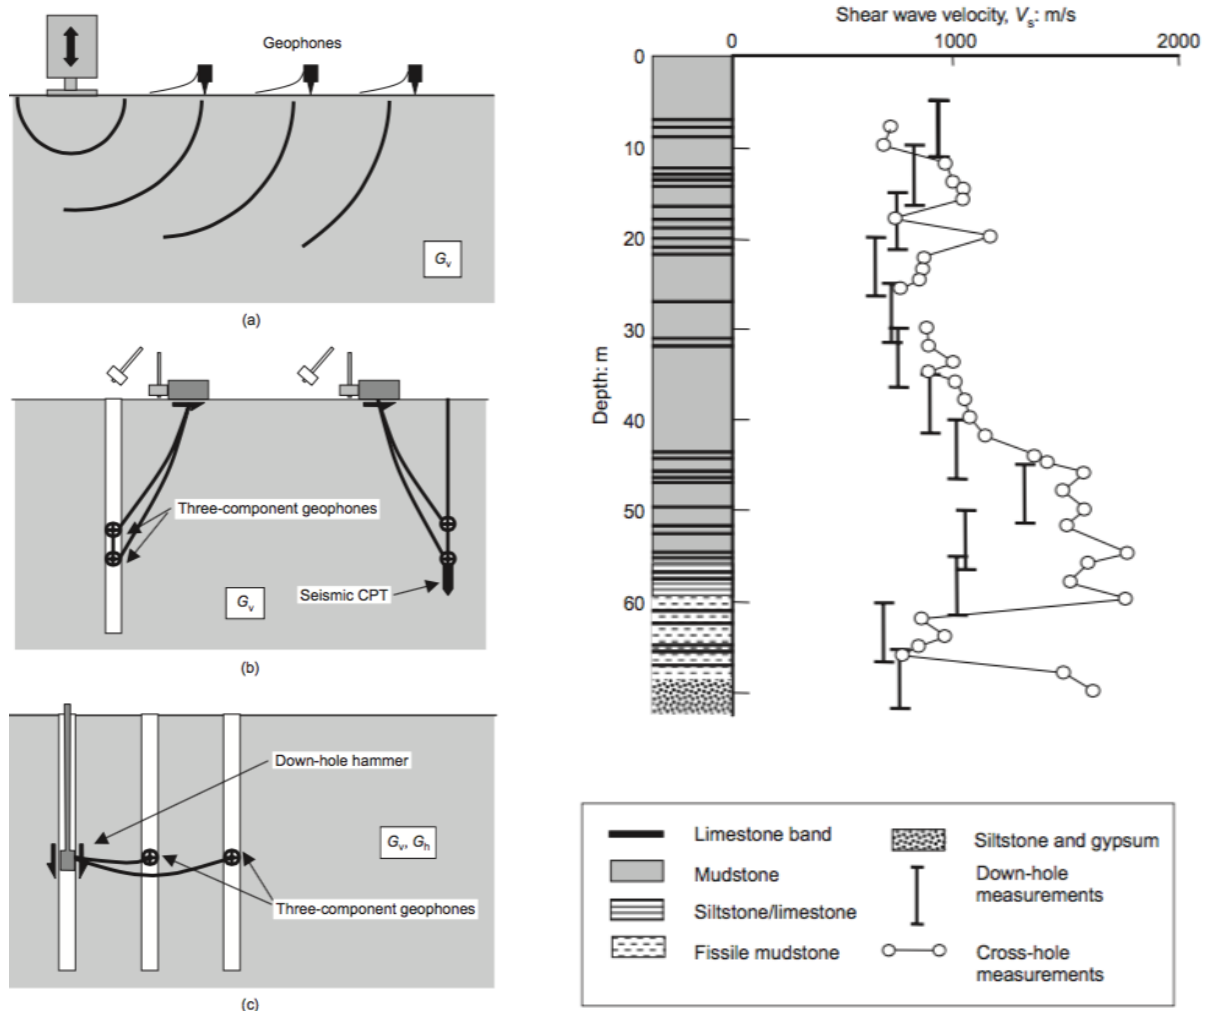 Geophones
Gv
(a)
Three-component geophones
Seismic CPT
Gv
(b)
Down-hole hammer
Gv, Gh
Three-component geophones
(c)
Shear wave velocity, Vs: m/s
0
1000
2000
Depth: m
0
10
20
30
40
50
60
Limestone band
Mudstone
Siltstone/limestone
Fissile mudstone
Siltstone and gypsum
Down-hole
measurements
Cross-hole
measurements